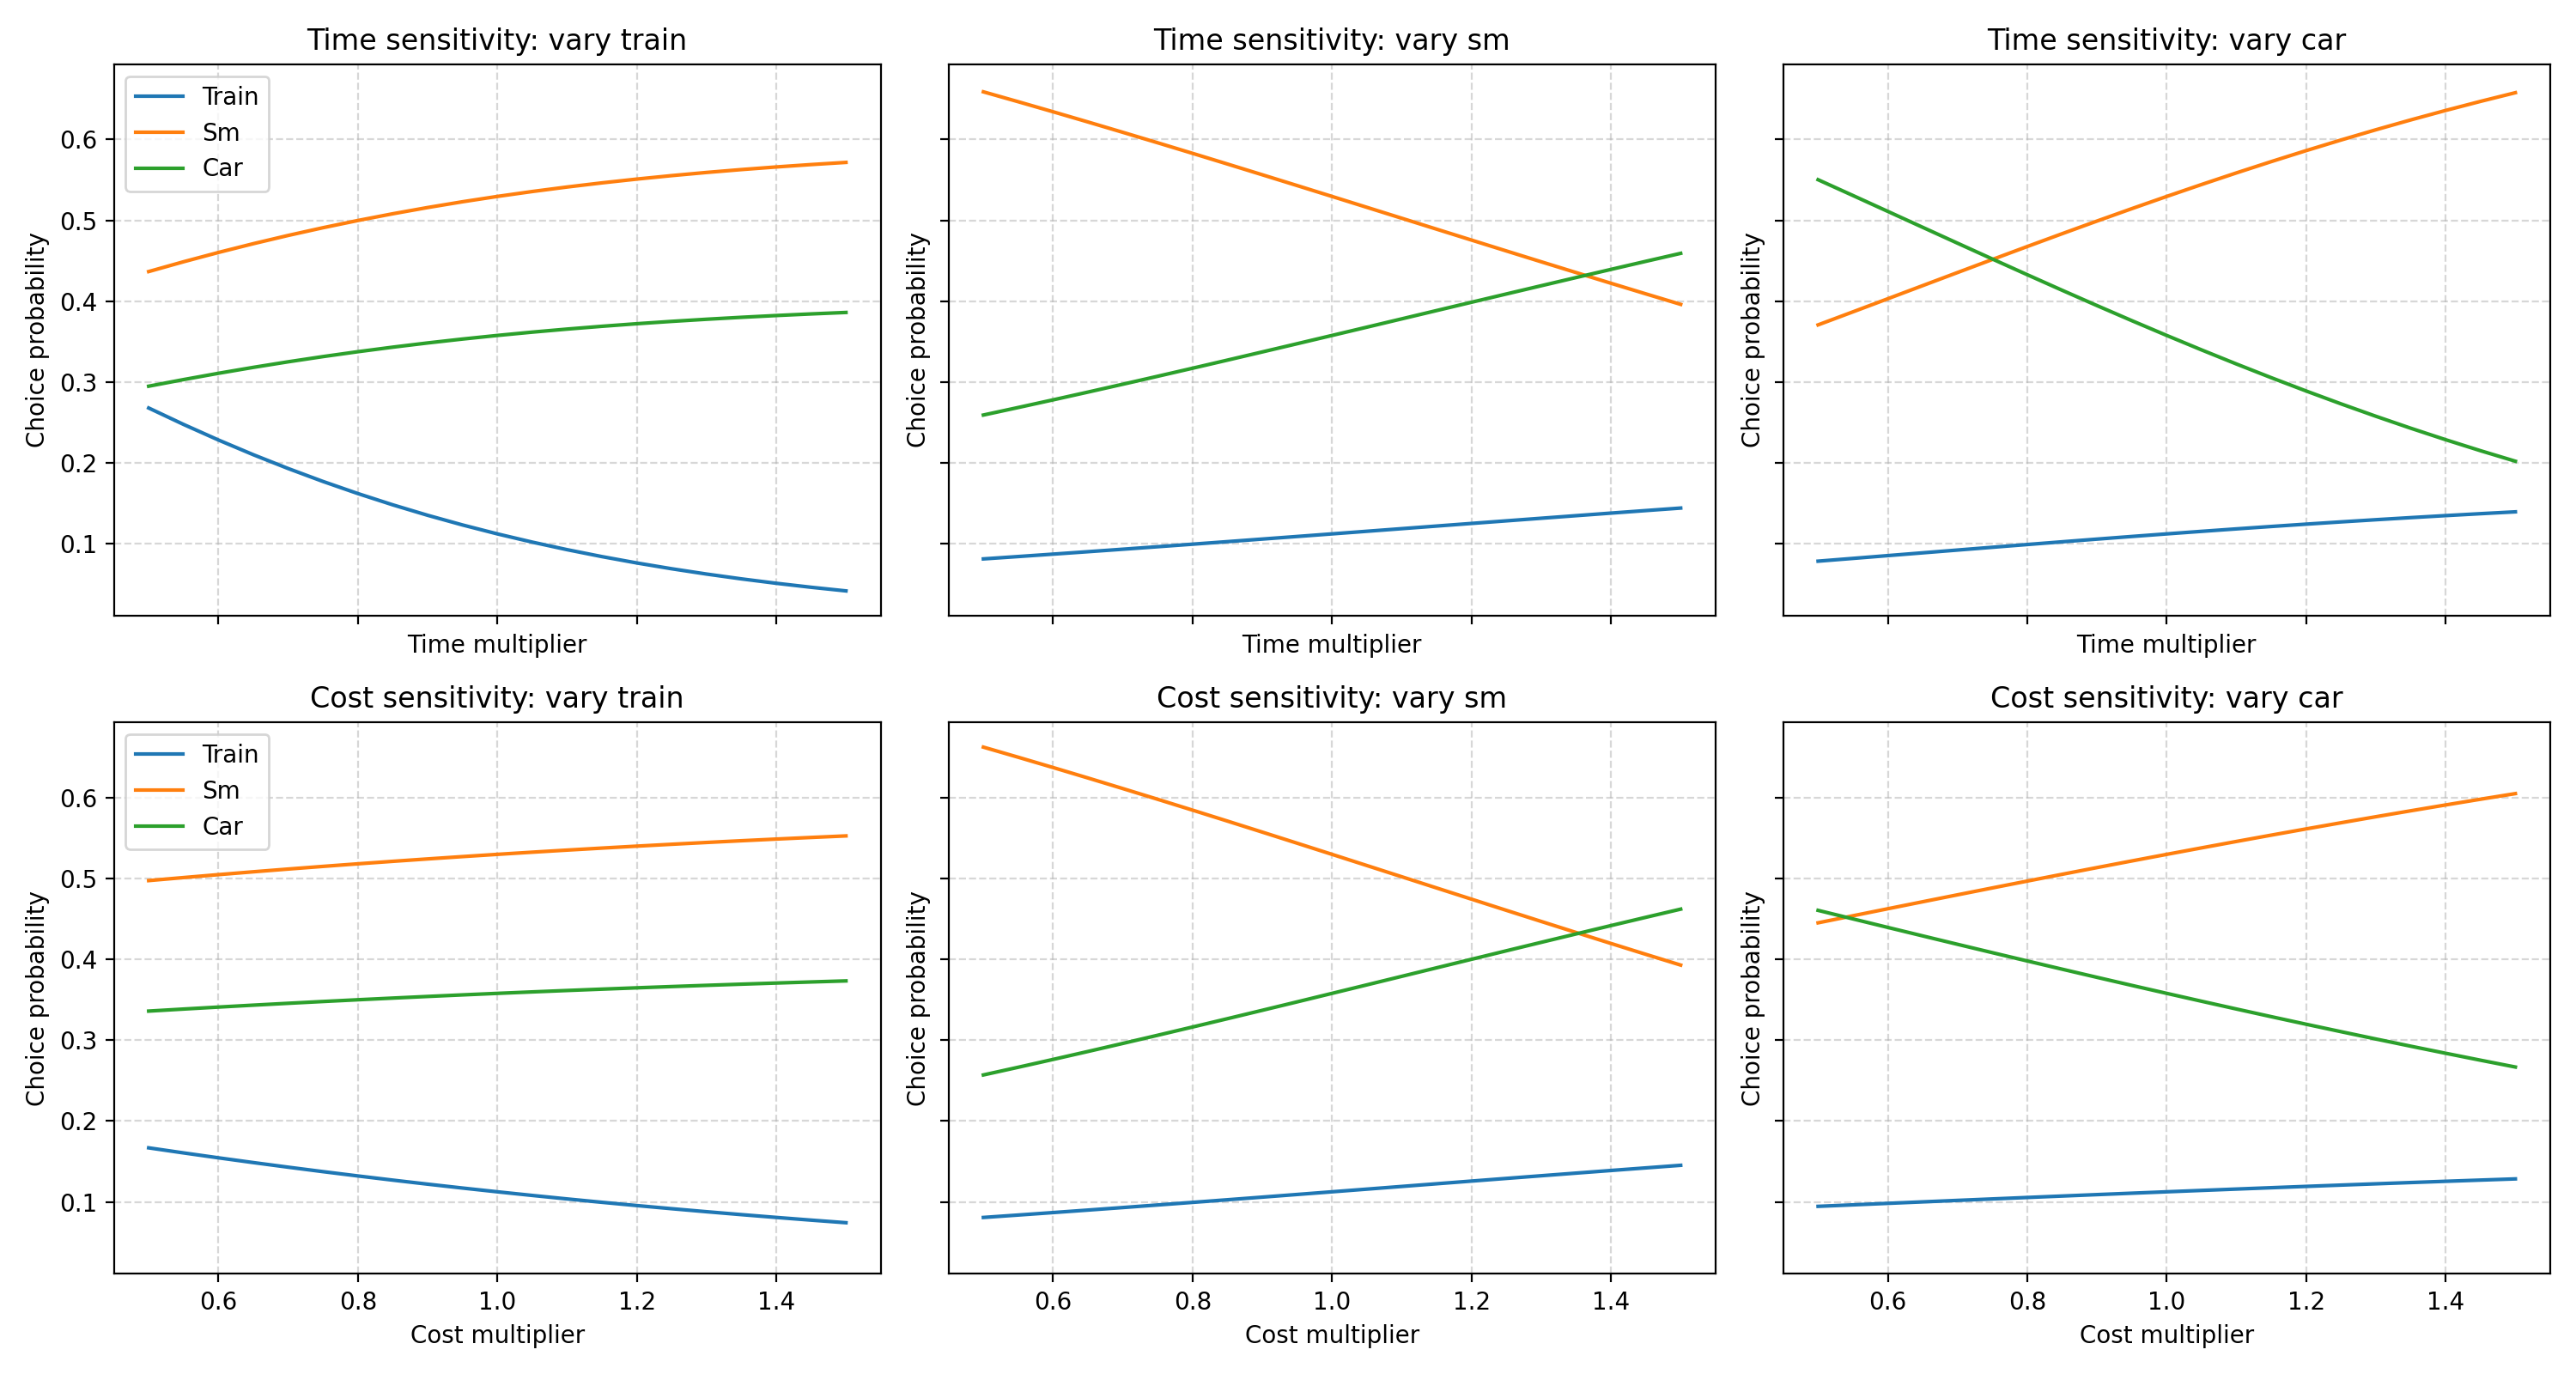 Time sensitivity: vary train
Train
Sm
Car
0.6
0.5
0.4
0.3
0.2
0.1
Choice probability
Time multiplier
Time sensitivity: vary sm
Choice probability
Time multiplier
Time sensitivity: vary car
Choice probability
Time multiplier
Cost sensitivity: vary train
Train
Sm
Car
0.6
0.5
0.4
0.3
0.2
0.1
Choice probability
0.6 0.8 1.0 1.2 1.4
Cost multiplier
Cost sensitivity: vary sm
Choice probability
0.6 0.8 1.0 1.2 1.4
Cost multiplier
Cost sensitivity: vary car
Choice probability
0.6 0.8 1.0 1.2 1.4
Cost multiplier